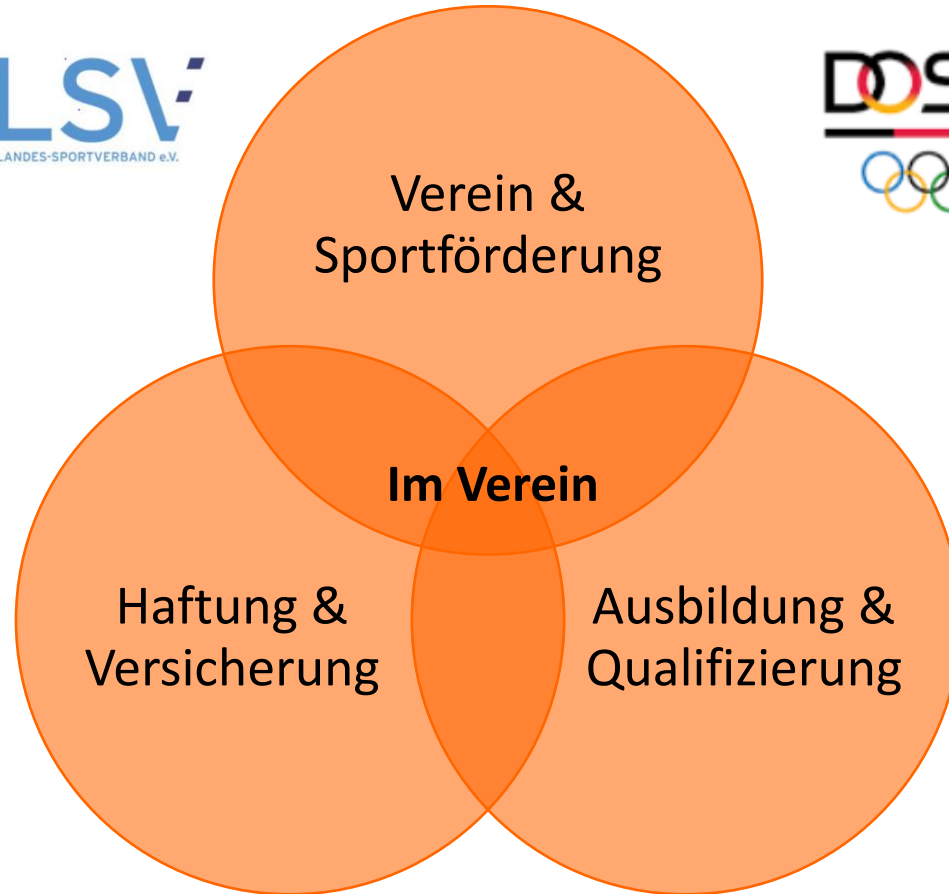 LSV
LANDES-SPORTVERBAND e.V.
DOS
Verein &
Sportförderung
Im Verein
Haftung &
Versicherung
Ausbildung &
Qualifizierung